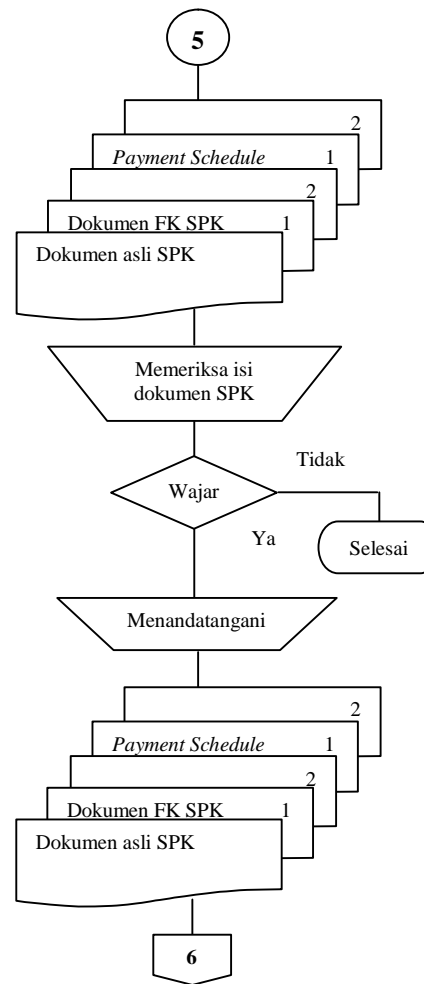 5
2
Payment Schedule 1
2
Dokumen FK SPK 1
Dokumen asli SPK
Memeriksa isi
dokumen SPK
Tidak
Wajar
Ya
Selesai
Menandatangani
2
Payment Schedule 1
2
Dokumen FK SPK 1
Dokumen asli SPK
6